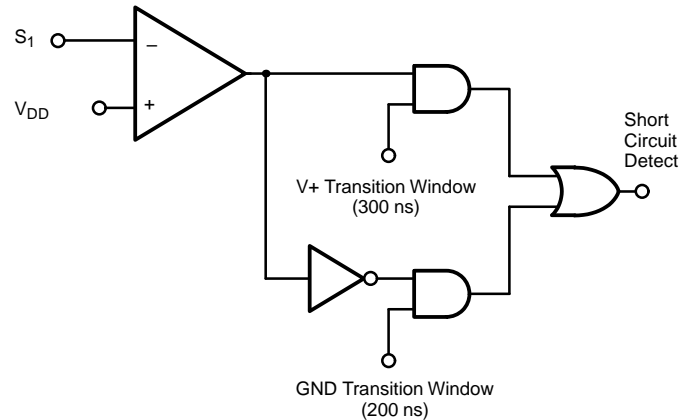 S1
–
+
VDD
V+ Transition Window
(300 ns)
Short
Circuit
Detect
GND Transition Window
(200 ns)